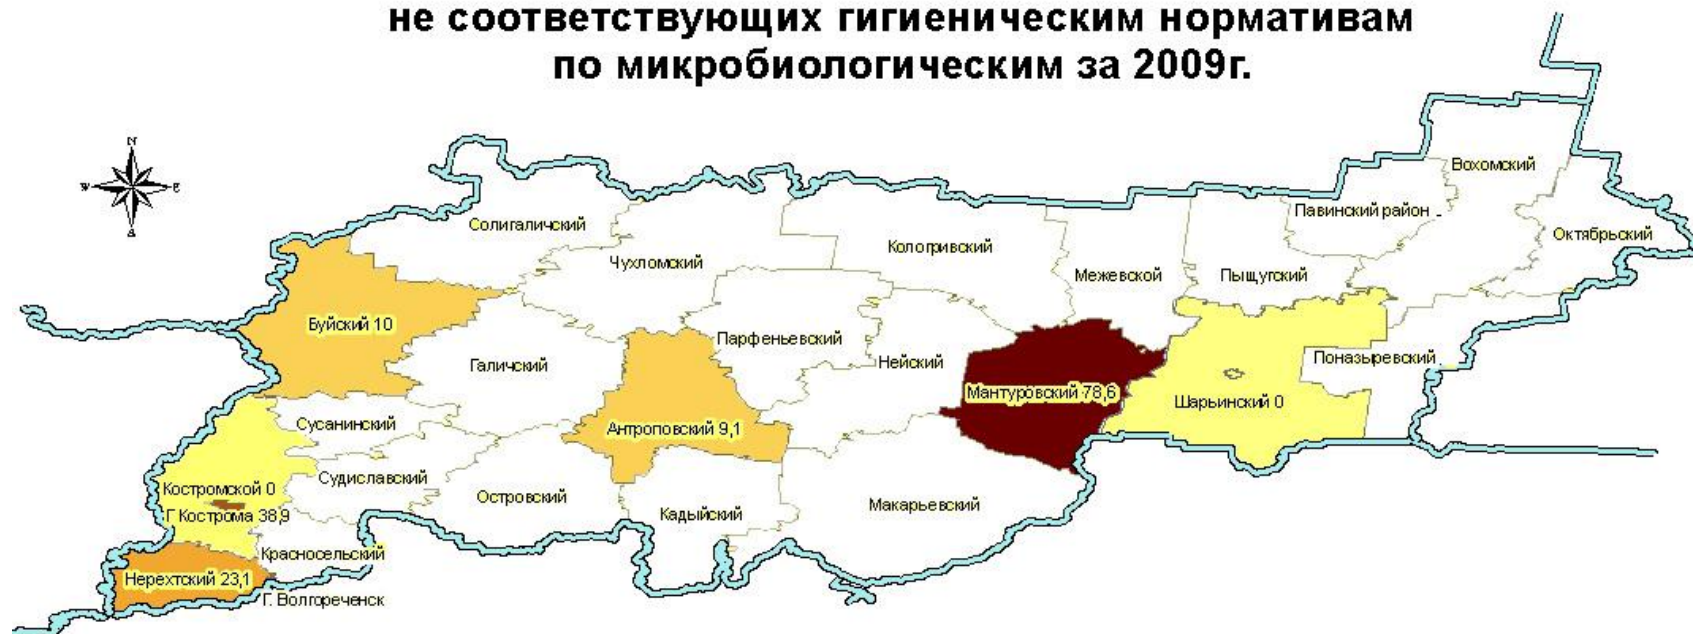 не соответствующих гигиеническим нормативам
по микробиологическим за 2009г.
N
W
E
Вохомский
Павинский район
Солигаличский
Октябрьский
Кологривский
Чухломский
Межевской
Пыщугский
Буйский 10
Парфеньевский
Поназыревский
Галичский
Нейский
Мантуровский 78,6
Шарьинский 0
Сусанинский
Антроповский 9,1
Судиславский
Костромской 0
Островский
Макарьевский
Г Кострома 38,9
Кадыйский
Красносельский
Нерехтский 23,1
Г. Волгореченск